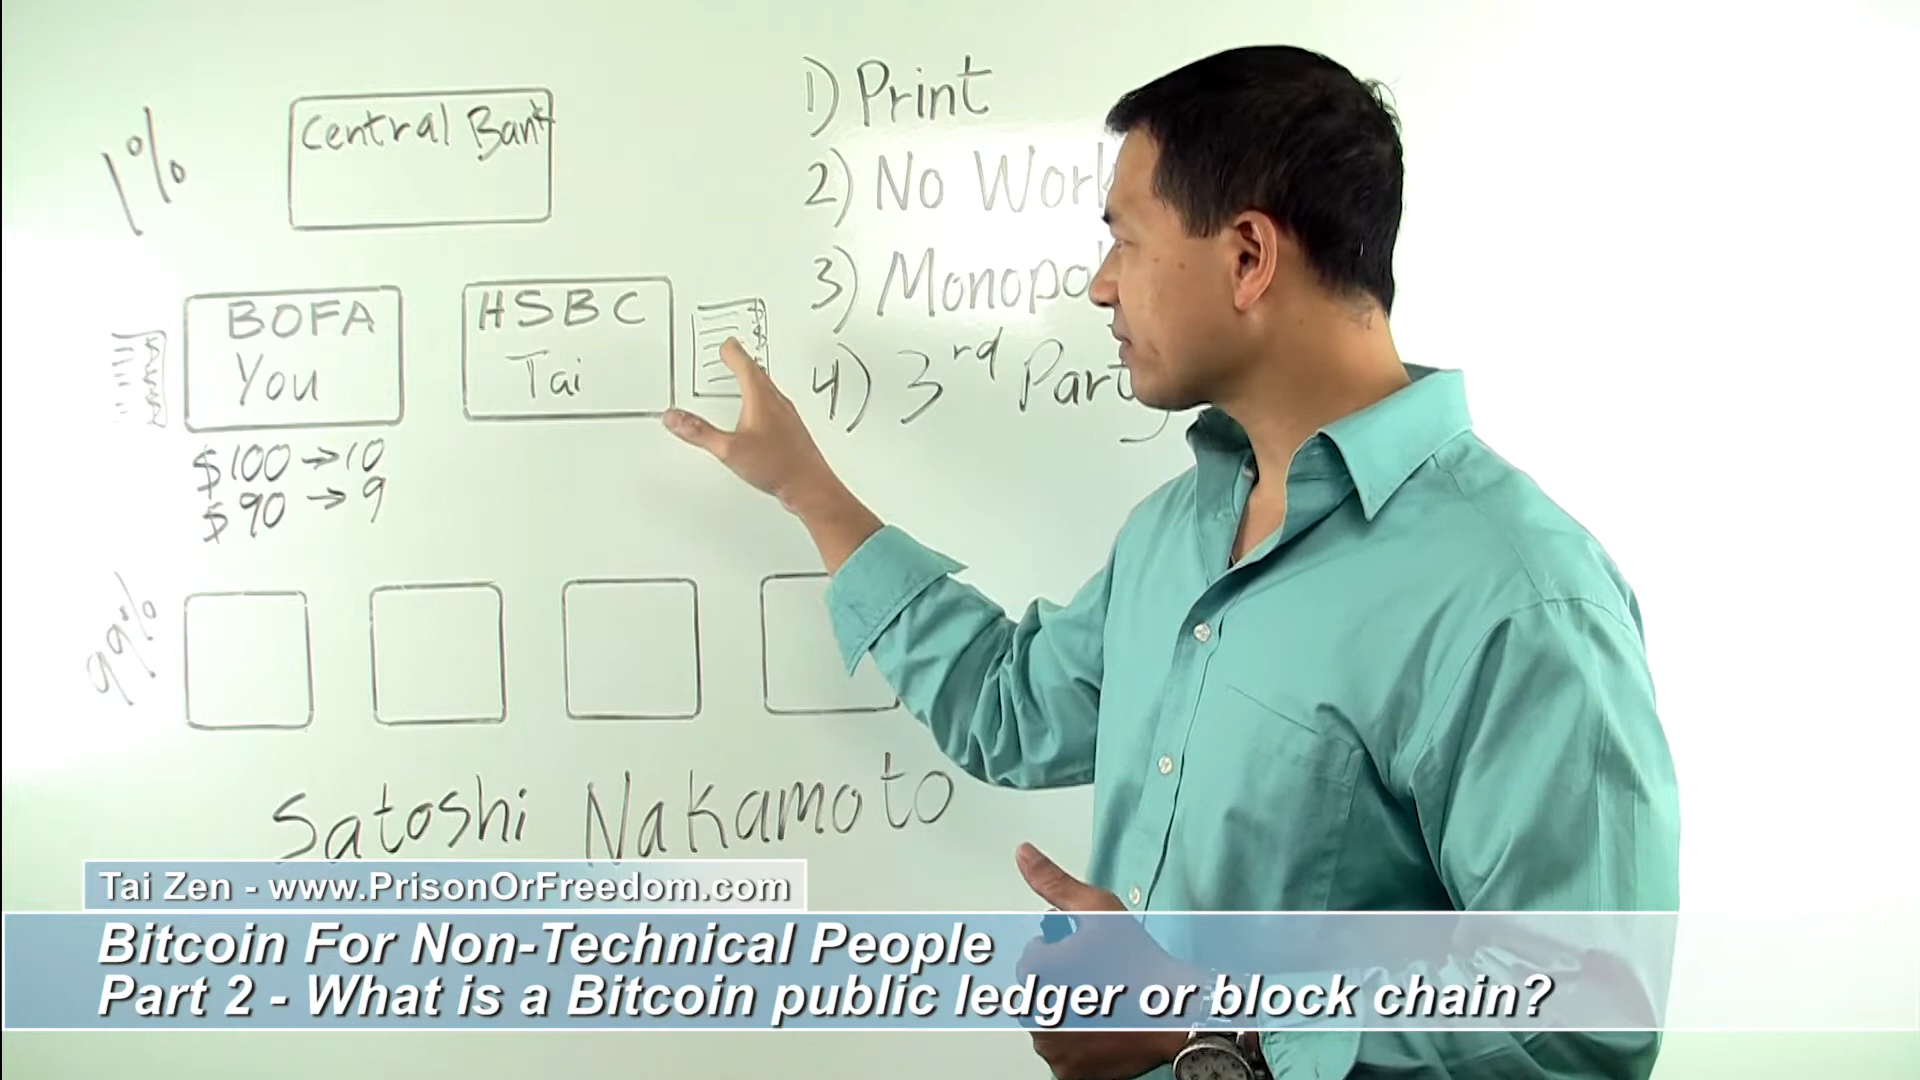 1%
Central Bank
1) Print
2) No Work
3) Monopol
4) 3rd Party
BOFA
You
HSBC
Tai
$
$
$100 → 10
$90 → 9
99%
Satoshi Nakamoto
Tai Zen - www.PrisonOrFreedom.com
Bitcoin For Non-Technical People
Part 2 - What is a Bitcoin public ledger or block chain?